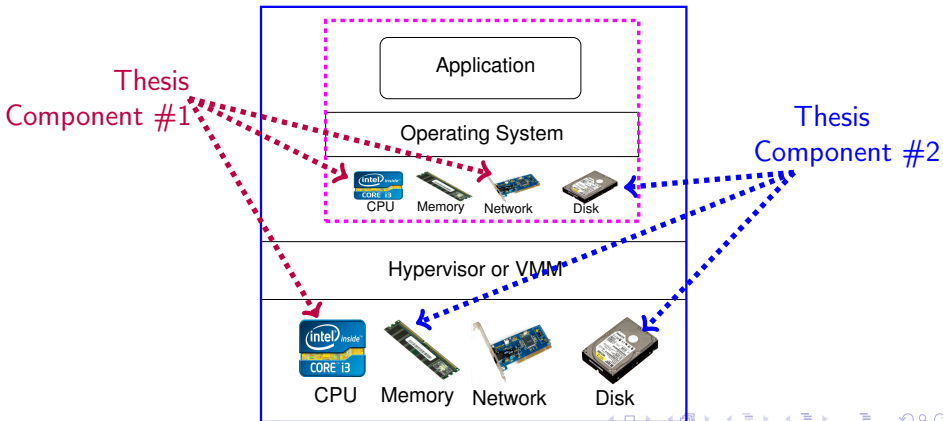 Application
Thesis
Component #1
Operating System
Thesis
Component #2
intel inside
CORE i3
CPU Memory Network Disk
Hypervisor or VMM
intel inside
CORE i3
CPU Memory Network Disk